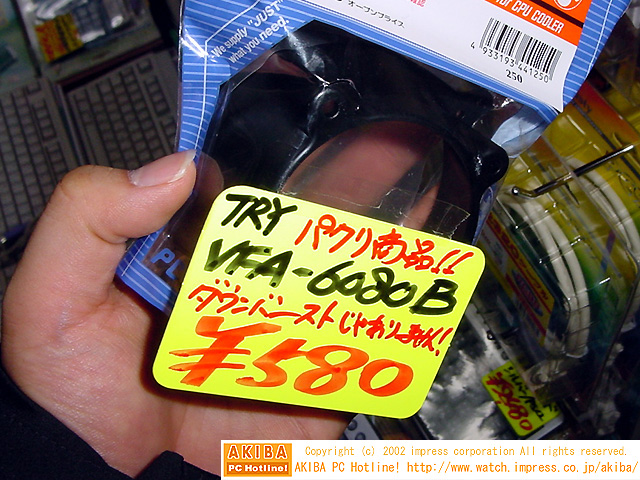 オープンプライス
for CPU COOLER
We supply "JUST"
what you need.
4 933193 441250
250
TRY パクリ商品!!
VFA-6080B
ダウンバーストじゃありません!
¥580
AKIBA
PC Hotline!
Copyright (c) 2002 impress corporation All rights reserved.
AKIBA PC Hotline! http://www.watch.impress.co.jp/akiba/